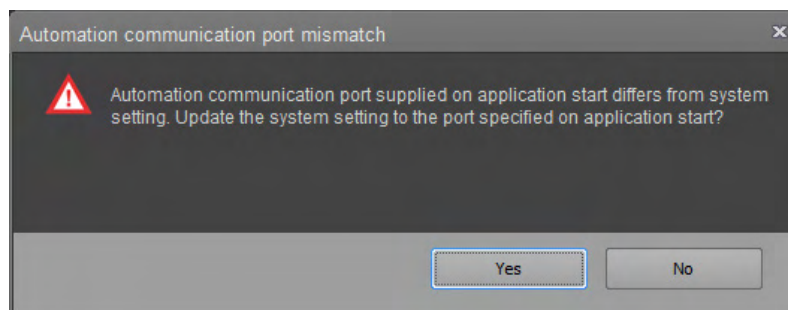 Automation communication port mismatch
Automation communication port supplied on application start differs from system
setting. Update the system setting to the port specified on application start?
Yes
No